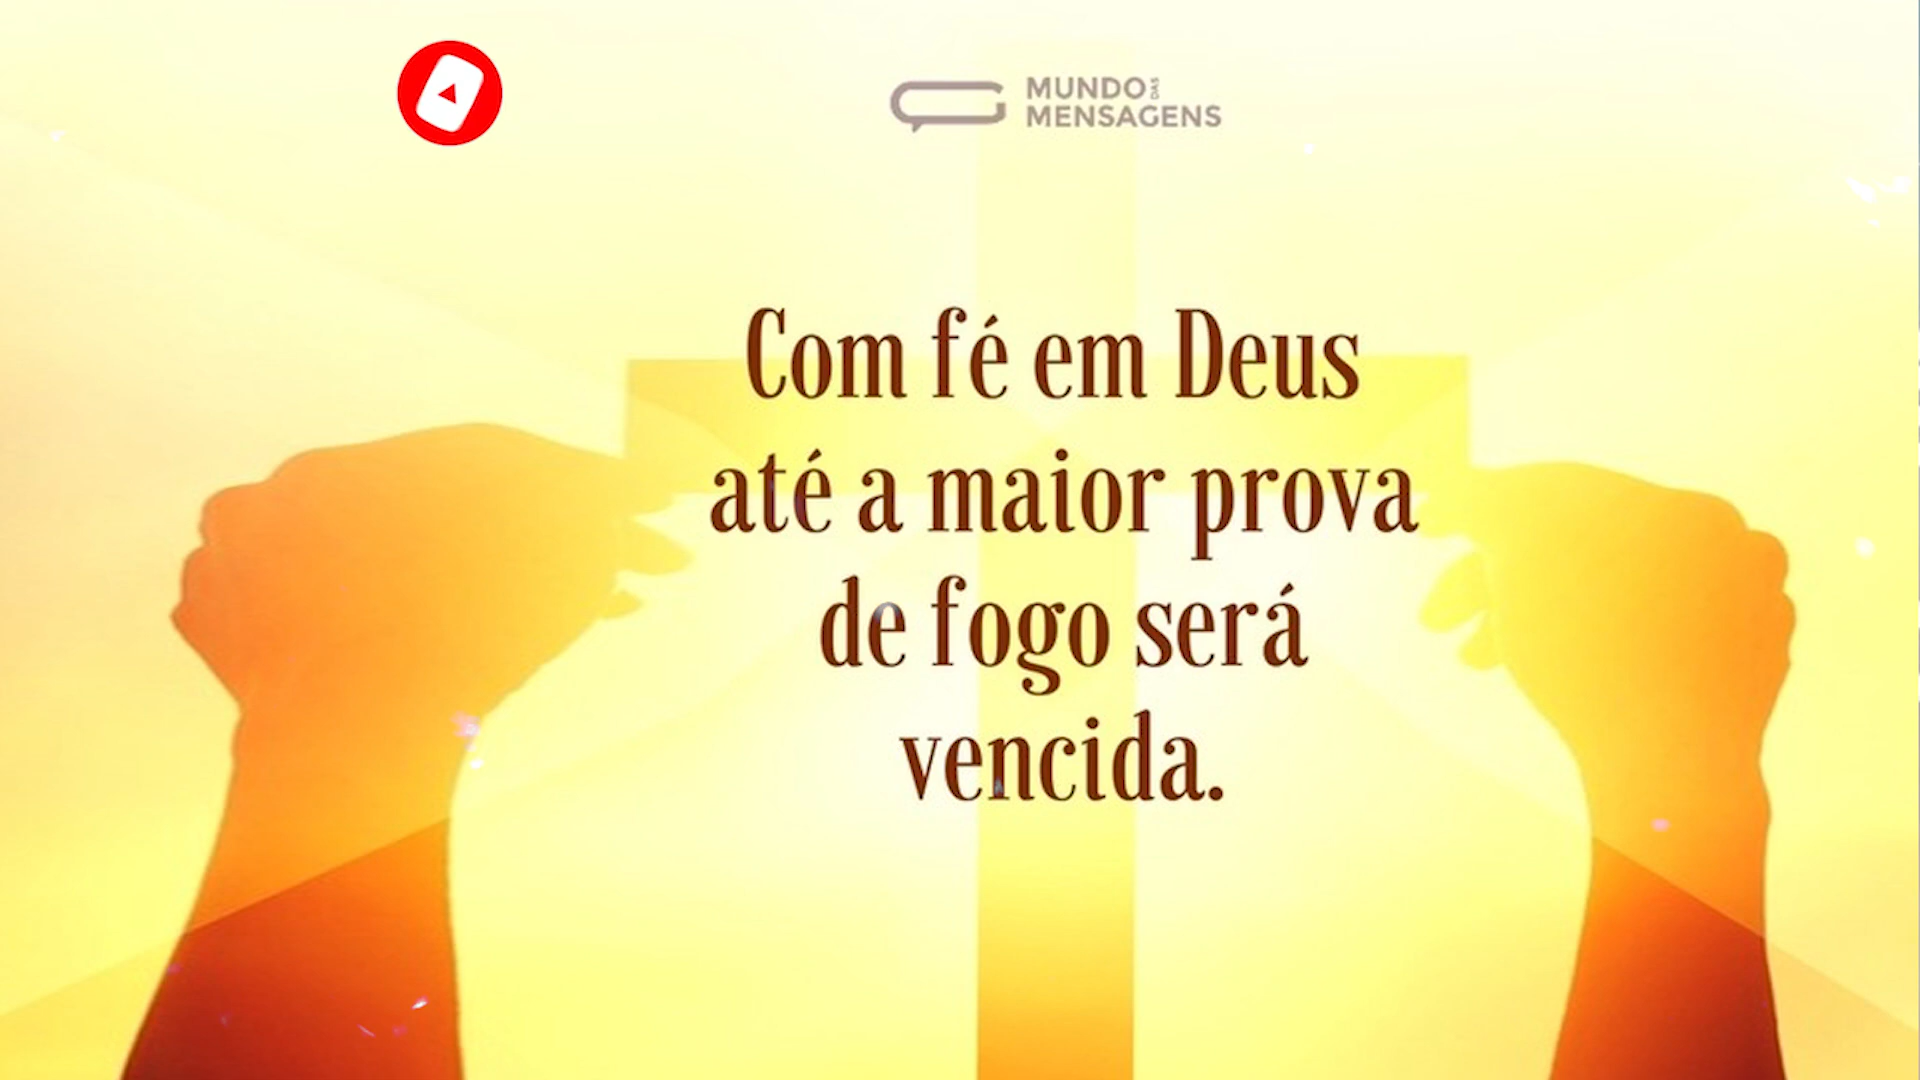 MUNDO DAS
MENSAGENS
Com fé em Deus
até a maior prova
de fogo será
vencida.